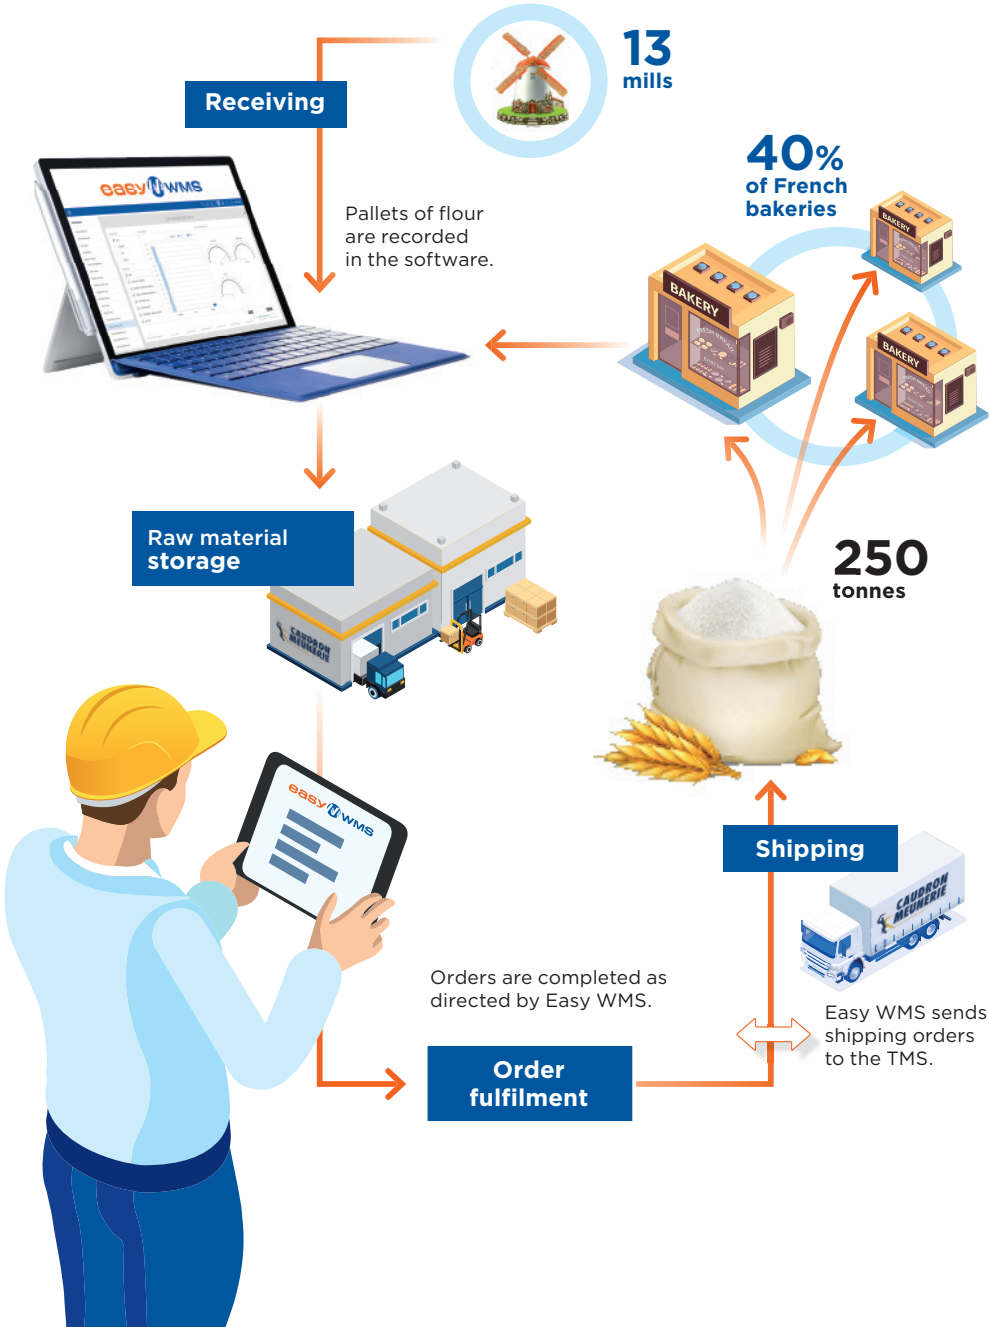 13
mills
Receiving
easy WMS
Pallets of flour
are recorded
in the software.
40%
of French
bakeries
BAKERY
BAKERY
FRESH BREAD
BAKERY
Raw material
storage
CAUDRON
MEUNERIE
250
tonnes
easy WMS
Shipping
CAUDRON
MEUNERIE
Orders are completed as
directed by Easy WMS.
Easy WMS sends
shipping orders
to the TMS.
Order
fulfilment